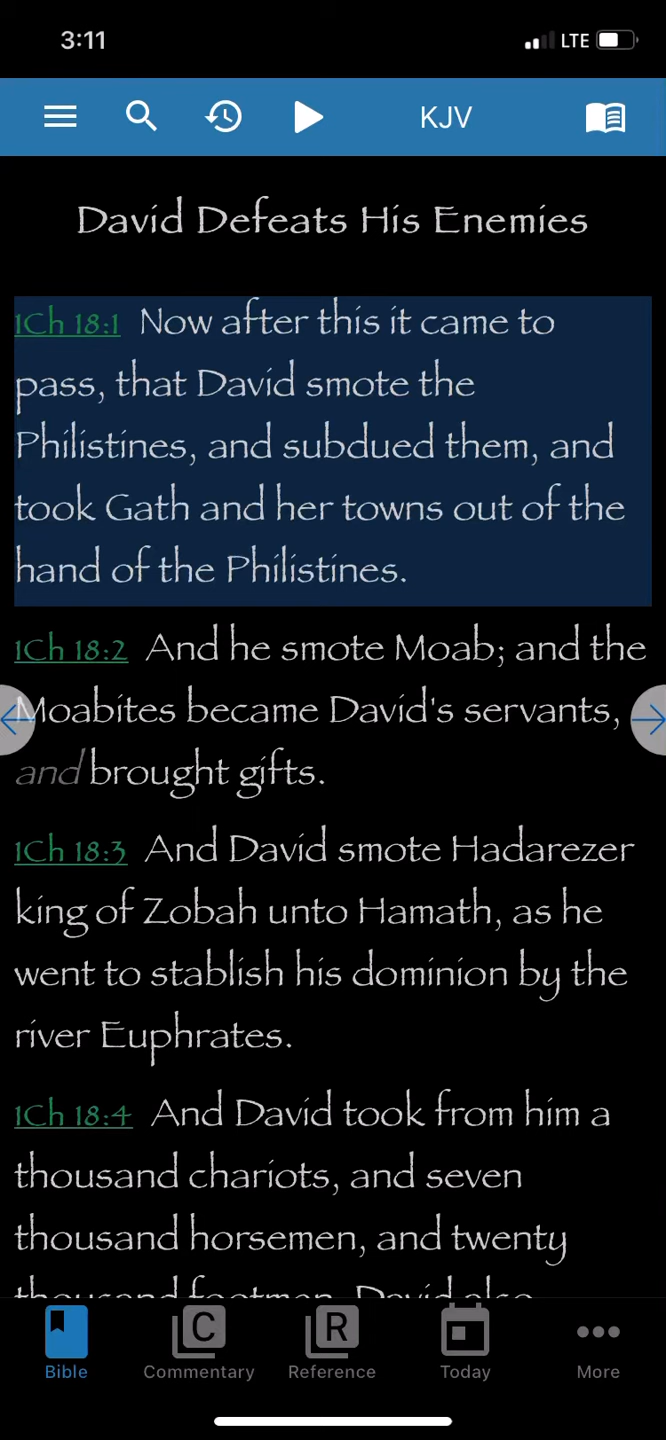 3:11 LTE
KJV
David Defeats His Enemies
1Ch 18:1 Now after this it came to
pass, that David smote the
Philistines, and subdued them, and
took Gath and her towns out of the
hand of the Philistines.
1Ch 18:2 And he smote Moab; and the
Moabites became David's servants,
and brought gifts.
1Ch 18:3 And David smote Hadarezer
king of Zobah unto Hamath, as he
went to stablish his dominion by the
river Euphrates.
1Ch 18:4 And David took from him a
thousand chariots, and seven
thousand horsemen, and twenty
thousand footmen. David also
C R
Bible Commentary Reference Today More